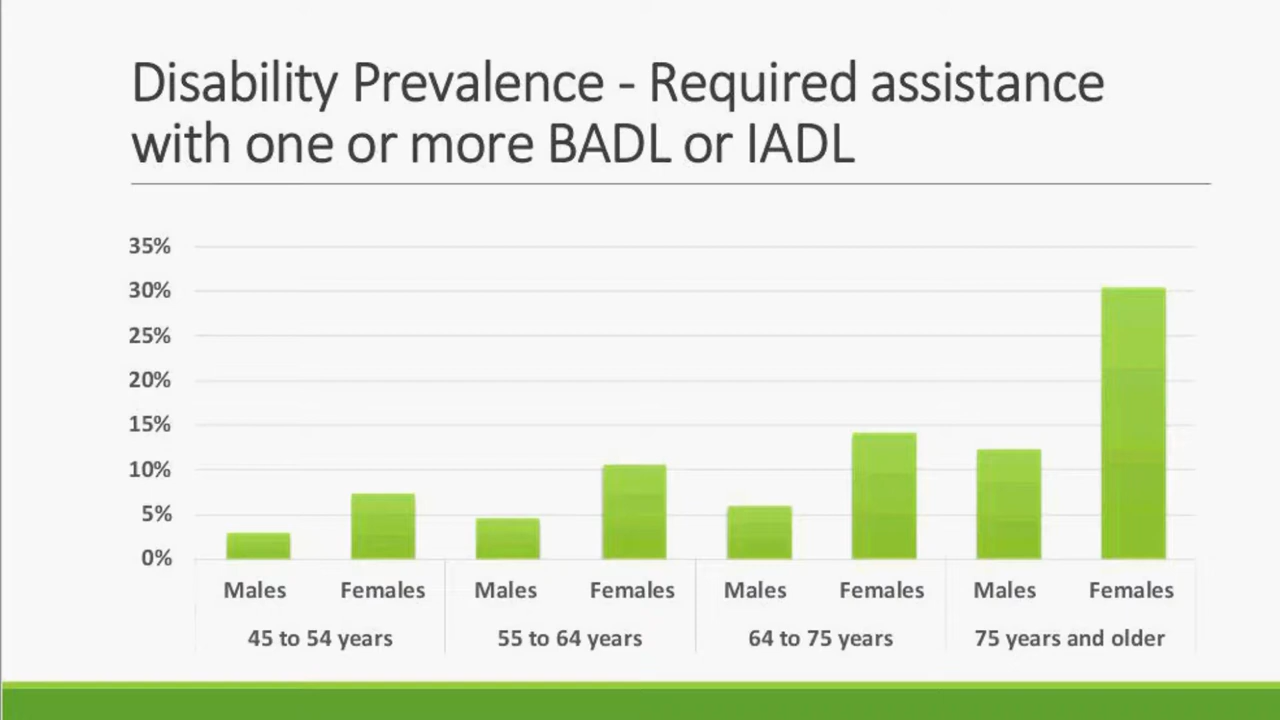 Disability Prevalence - Required assistance
with one or more BADL or IADL
35%
30%
25%
20%
15%
10%
5%
0%
Males Females Males Females Males Females Males Females
45 to 54 years 55 to 64 years 64 to 75 years 75 years and older